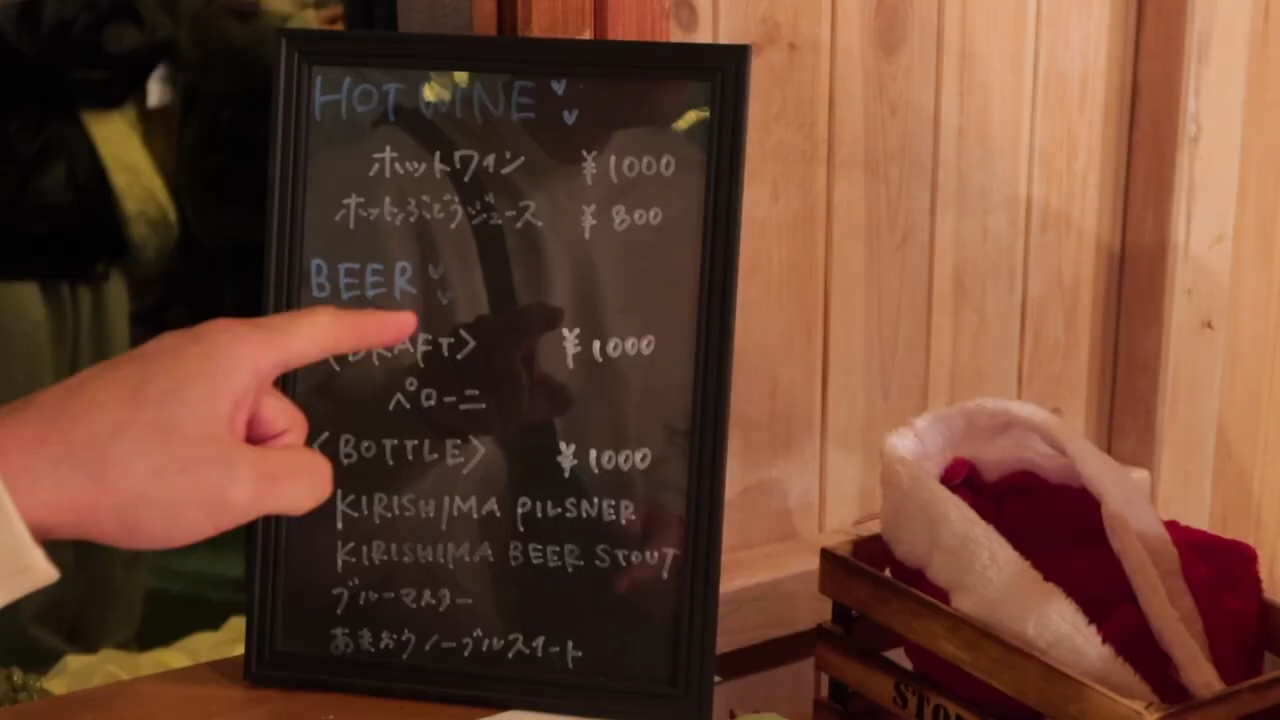 HOT WINE
ホットワイン ¥1000
ホットぶどうジュース ¥800
BEER
<DRAFT> ¥1000
ペローニ
<BOTTLE> ¥1000
KIRISHIMA PILSNER
KIRISHIMA BEER STOUT
ブルーマスター
あまおうノーブルスイート